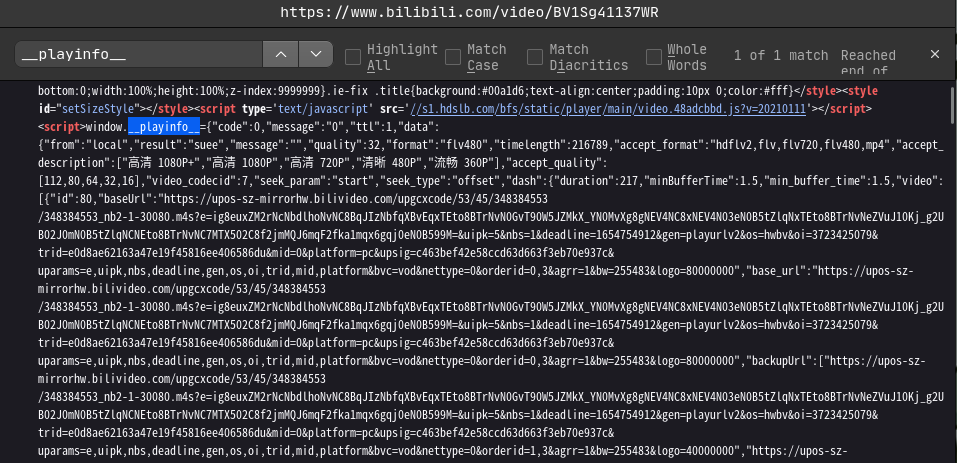 https://www.bilibili.com/video/BV1Sg41137WR
__playinfo__
Highlight All
Match Case
Match Diacritics
Whole Words
1 of 1 match
Reached end of
bottom:0;width:100%;height:100%;z-index:9999999}.ie-fix .title{background:#00a1d6;text-align:center;padding:10px 0;color:#fff}</style><style
id="setSizeStyle"></style><script type='text/javascript' src='//s1.hdslb.com/bfs/static/player/main/video.48adcbbd.js?v=20210111'></script>
<script>window.__playinfo__={"code":0,"message":"0","ttl":1,"data":
{"from":"local","result":"suee","message":"","quality":32,"format":"flv480","timelength":216789,"accept_format":"hdflv2,flv,flv720,flv480,mp4","accept_
description":["高清 1080P+","高清 1080P","高清 720P","清晰 480P","流畅 360P"],"accept_quality":
[112,80,64,32,16],"video_codecid":7,"seek_param":"start","seek_type":"offset","dash":{"duration":217,"minBufferTime":1.5,"min_buffer_time":1.5,"video":
[{"id":80,"baseUrl":"https://upos-sz-mirrorhw.bilivideo.com/upgcxcode/53/45/348384553
/348384553_nb2-1-30080.m4s?e=ig8euxZM2rNcNbdlhoNvNC8BqJIzNbfqXBvEqxTEto8BTrNvN0GvT90W5JZMkX_YN0MvXg8gNEV4NC8xNEV4N03eN0B5tZlqNxTEto8BTrNvNeZVuJ10Kj_g2U
B02J0mN0B5tZlqNCNEto8BTrNvNC7MTX502C8f2jmMQJ6mqF2fka1mqx6gqj0eN0B599M=&uipk=5&nbs=1&deadline=1654754912&gen=playurlv2&os=hwbv&oi=3723425079&
trid=e0d8ae62163a47e19f45816ee406586du&mid=0&platform=pc&upsig=c463bef42e58ccd63d663f3eb70e937c&
uparams=e,uipk,nbs,deadline,gen,os,oi,trid,mid,platform&bvc=vod&nettype=0&orderid=0,3&agrr=1&bw=255483&logo=80000000","base_url":"https://upos-sz-
mirrorhw.bilivideo.com/upgcxcode/53/45/348384553
/348384553_nb2-1-30080.m4s?e=ig8euxZM2rNcNbdlhoNvNC8BqJIzNbfqXBvEqxTEto8BTrNvN0GvT90W5JZMkX_YN0MvXg8gNEV4NC8xNEV4N03eN0B5tZlqNxTEto8BTrNvNeZVuJ10Kj_g2U
B02J0mN0B5tZlqNCNEto8BTrNvNC7MTX502C8f2jmMQJ6mqF2fka1mqx6gqj0eN0B599M=&uipk=5&nbs=1&deadline=1654754912&gen=playurlv2&os=hwbv&oi=3723425079&
trid=e0d8ae62163a47e19f45816ee406586du&mid=0&platform=pc&upsig=c463bef42e58ccd63d663f3eb70e937c&
uparams=e,uipk,nbs,deadline,gen,os,oi,trid,mid,platform&bvc=vod&nettype=0&orderid=0,3&agrr=1&bw=255483&logo=80000000","backupUrl":["https://upos-sz-
mirrorhw.bilivideo.com/upgcxcode/53/45/348384553
/348384553_nb2-1-30080.m4s?e=ig8euxZM2rNcNbdlhoNvNC8BqJIzNbfqXBvEqxTEto8BTrNvN0GvT90W5JZMkX_YN0MvXg8gNEV4NC8xNEV4N03eN0B5tZlqNxTEto8BTrNvNeZVuJ10Kj_g2U
B02J0mN0B5tZlqNCNEto8BTrNvNC7MTX502C8f2jmMQJ6mqF2fka1mqx6gqj0eN0B599M=&uipk=5&nbs=1&deadline=1654754912&gen=playurlv2&os=hwbv&oi=3723425079&
trid=e0d8ae62163a47e19f45816ee406586du&mid=0&platform=pc&upsig=c463bef42e58ccd63d663f3eb70e937c&
uparams=e,uipk,nbs,deadline,gen,os,oi,trid,mid,platform&bvc=vod&nettype=0&orderid=1,3&agrr=1&bw=255483&logo=40000000","https://upos-sz-